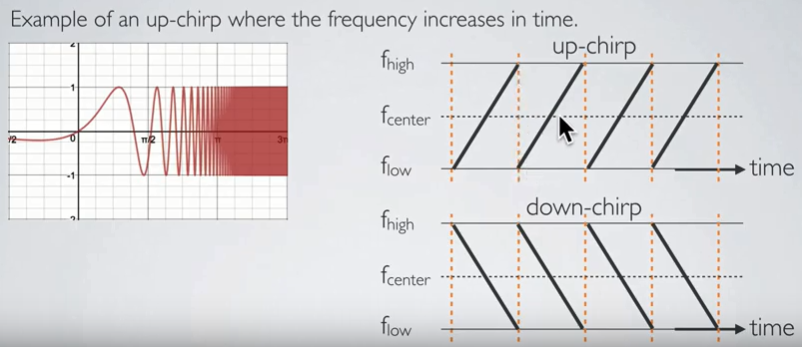 Example of an up-chirp where the frequency increases in time.
2
1
π/2
0
π/2
π
3π
-1
-2
up-chirp
fhigh
fcenter
flow
time
down-chirp
fhigh
fcenter
flow
time